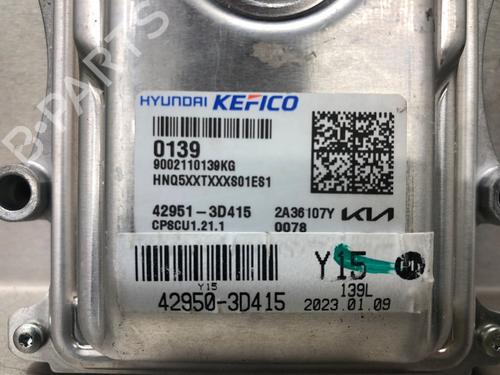 HYUNDAI KEFICO
0139
9002110139KG
HNQ5XXTXXXS01ES1
42951-3D415 2A36107Y KIA
CPSCU1.21.1 0078
Y15 Y15
42950-3D415 139L
2023.01.09
B-PARTS